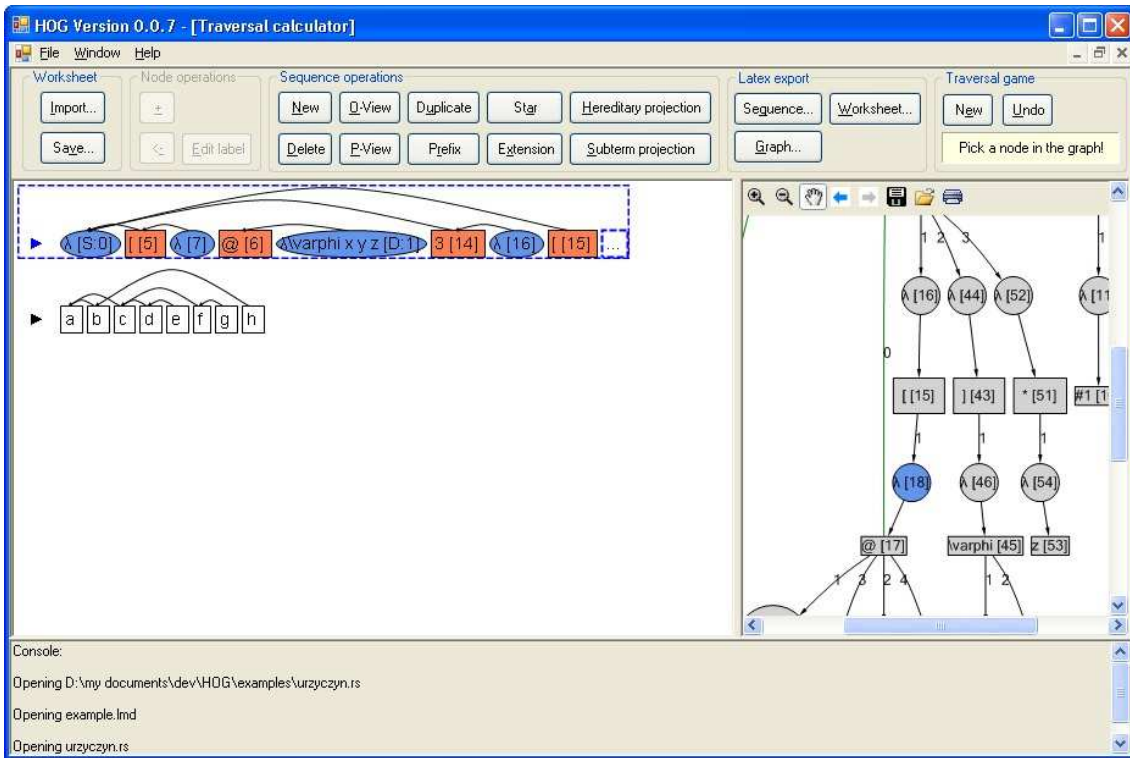 HOG Version 0.0.7 - [Traversal calculator]
File Window Help
Worksheet Node operations Sequence operations Latex export Traversal game
Import... + New O-View Duplicate Star Hereditary projection Sequence... Worksheet... New Undo
Save... <- Edit label Delete P-View Prefix Extension Subterm projection Graph... Pick a node in the graph!
λ [S:0] [ [5] λ [7] @ [6] λ\varphi x y z [D:1] 3 [14] λ [16] [ [15] ...
a b c d e f g h
1 2 3 1
λ [16] λ [44] λ [52] λ [11
0
[ [15] ] [43] * [51] #1 [1
1 1 1
λ [18] λ [46] λ [54]
@ [17] \varphi [45] z [53]
1 3 2 4 1 2
Console:
Opening D:\my documents\dev\HOG\examples\urzyczyn.rs
Opening example.lmd
Opening urzyczyn.rs